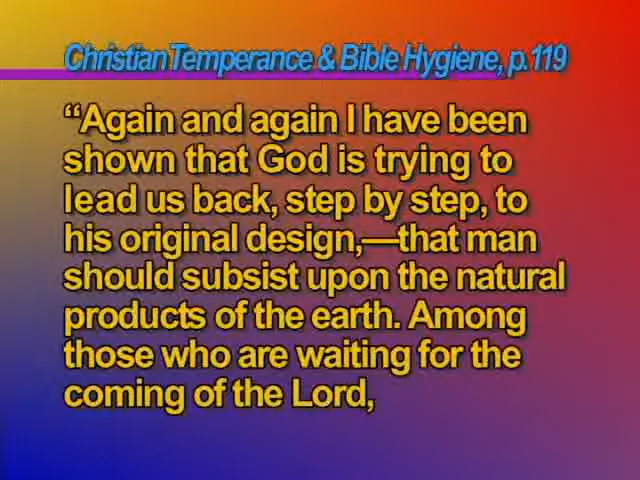 Christian Temperance & Bible Hygiene, p. 119
“Again and again I have been
shown that God is trying to
lead us back, step by step, to
his original design,—that man
should subsist upon the natural
products of the earth. Among
those who are waiting for the
coming of the Lord,